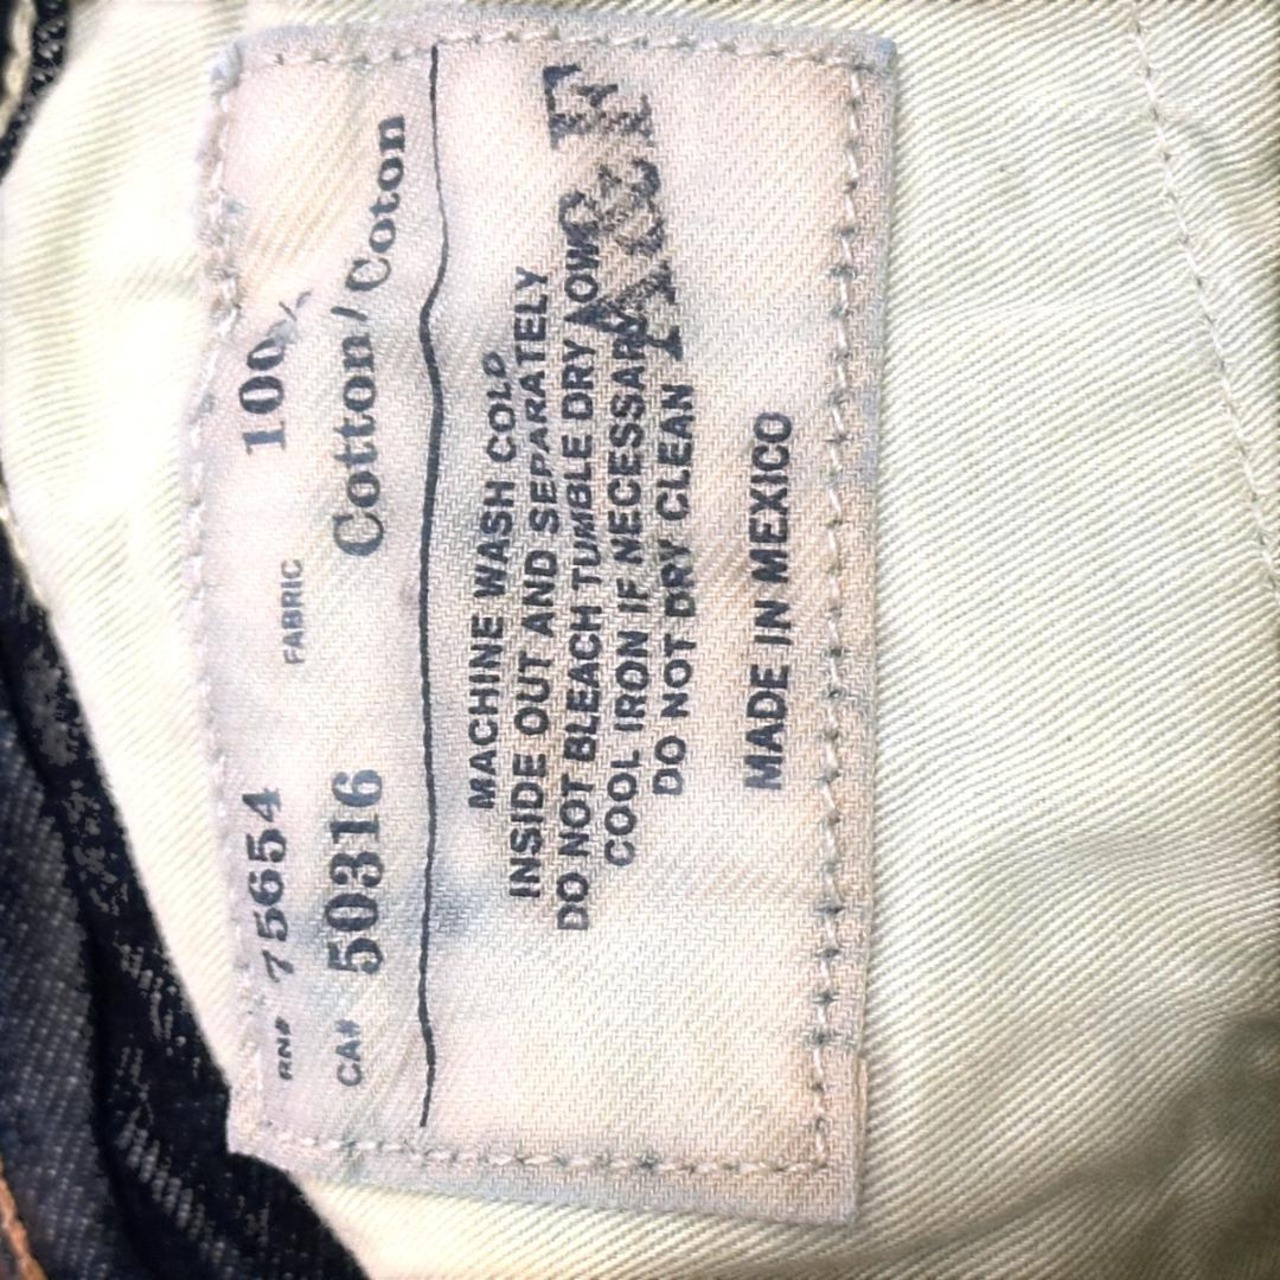 RN# 75654
CA# 50316
FABRIC
100%
Cotton/Coton
MACHINE WASH COLD
INSIDE OUT AND SEPARATELY
DO NOT BLEACH TUMBLE DRY LOW
COOL IRON IF NECESSARY
DO NOT DRY CLEAN
A&F
MADE IN MEXICO